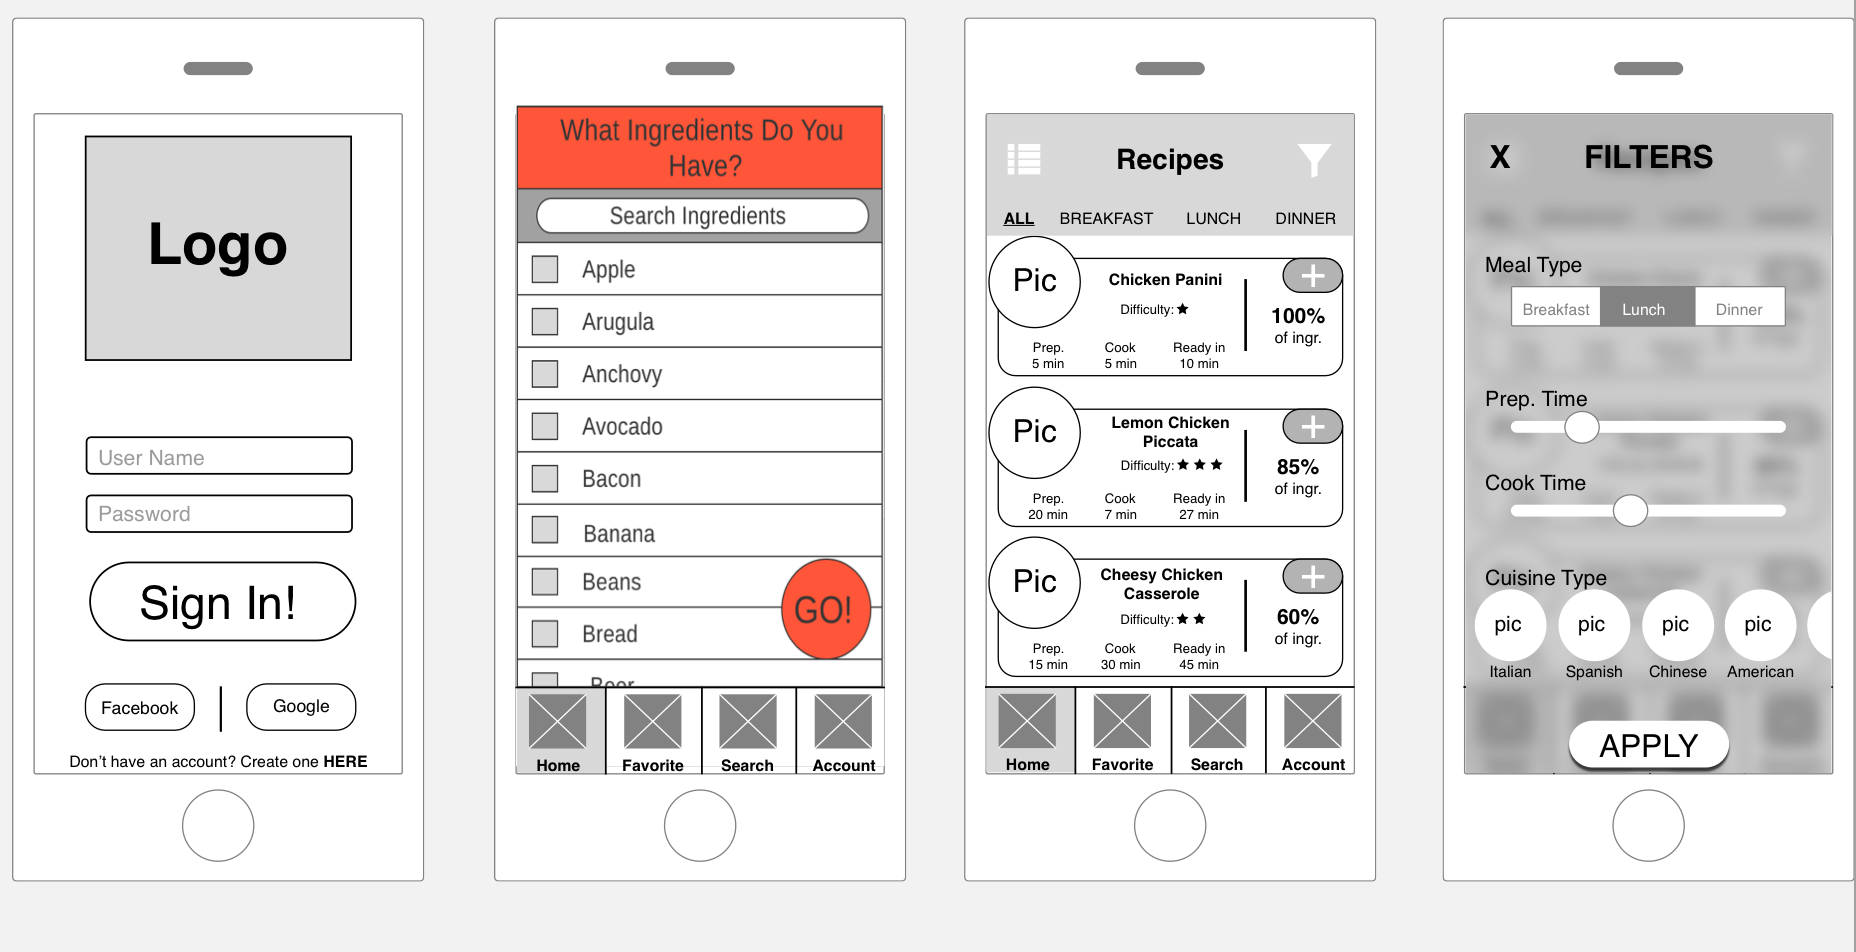 Logo
User Name
Password
Sign In!
Facebook
Google
Don't have an account? Create one HERE
What Ingredients Do You
Have?
Search Ingredients
Apple
Arugula
Anchovy
Avocado
Bacon
Banana
Beans
Bread
GO!
Home
Favorite
Search
Account
Recipes
ALL
BREAKFAST
LUNCH
DINNER
Pic
Chicken Panini
Difficulty:
Prep.
5 min
Cook
5 min
Ready in
10 min
100%
of ingr.
Pic
Lemon Chicken
Piccata
Difficulty:
Prep.
20 min
Cook
7 min
Ready in
27 min
85%
of ingr.
Pic
Cheesy Chicken
Casserole
Difficulty:
Prep.
15 min
Cook
30 min
Ready in
45 min
60%
of ingr.
Home
Favorite
Search
Account
X
FILTERS
Meal Type
Breakfast
Lunch
Dinner
Prep. Time
Cook Time
Cuisine Type
pic
pic
pic
pic
Italian
Spanish
Chinese
American
APPLY